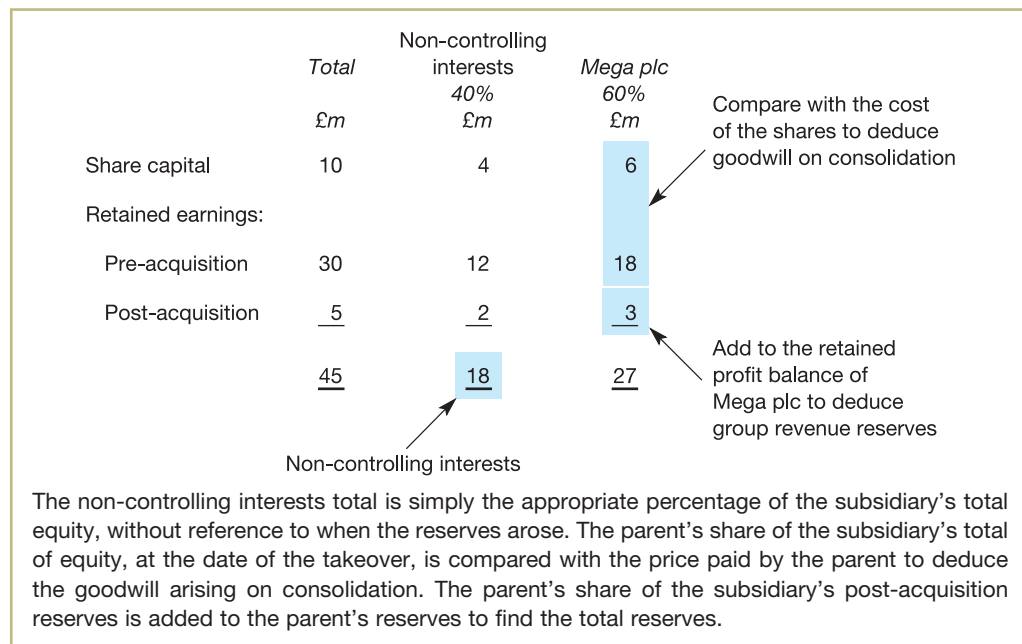 Non-controlling
Total interests Mega plc
40% 60%
£m £m £m
Share capital 10 4 6
Retained earnings:
Pre-acquisition 30 12 18
Post-acquisition 5 2 3
45 18 27
Compare with the cost
of the shares to deduce
goodwill on consolidation
Add to the retained
profit balance of
Mega plc to deduce
group revenue reserves
Non-controlling interests
The non-controlling interests total is simply the appropriate percentage of the subsidiary's total
equity, without reference to when the reserves arose. The parent's share of the subsidiary's total
of equity, at the date of the takeover, is compared with the price paid by the parent to deduce
the goodwill arising on consolidation. The parent's share of the subsidiary's post-acquisition
reserves is added to the parent's reserves to find the total reserves.